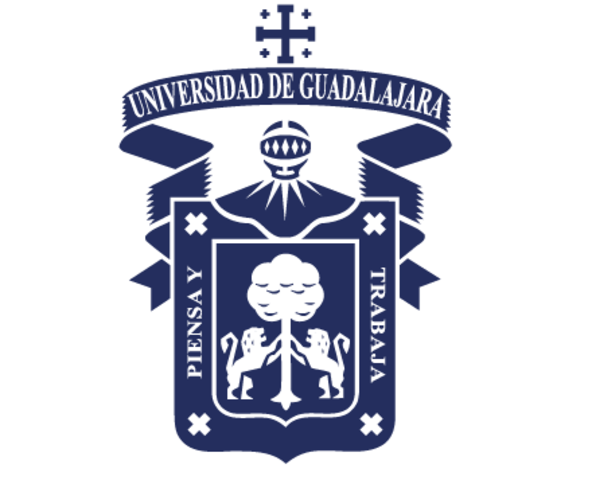 UNIVERSIDAD DE GUADALAJARA
PIENSA Y
TRABAJA